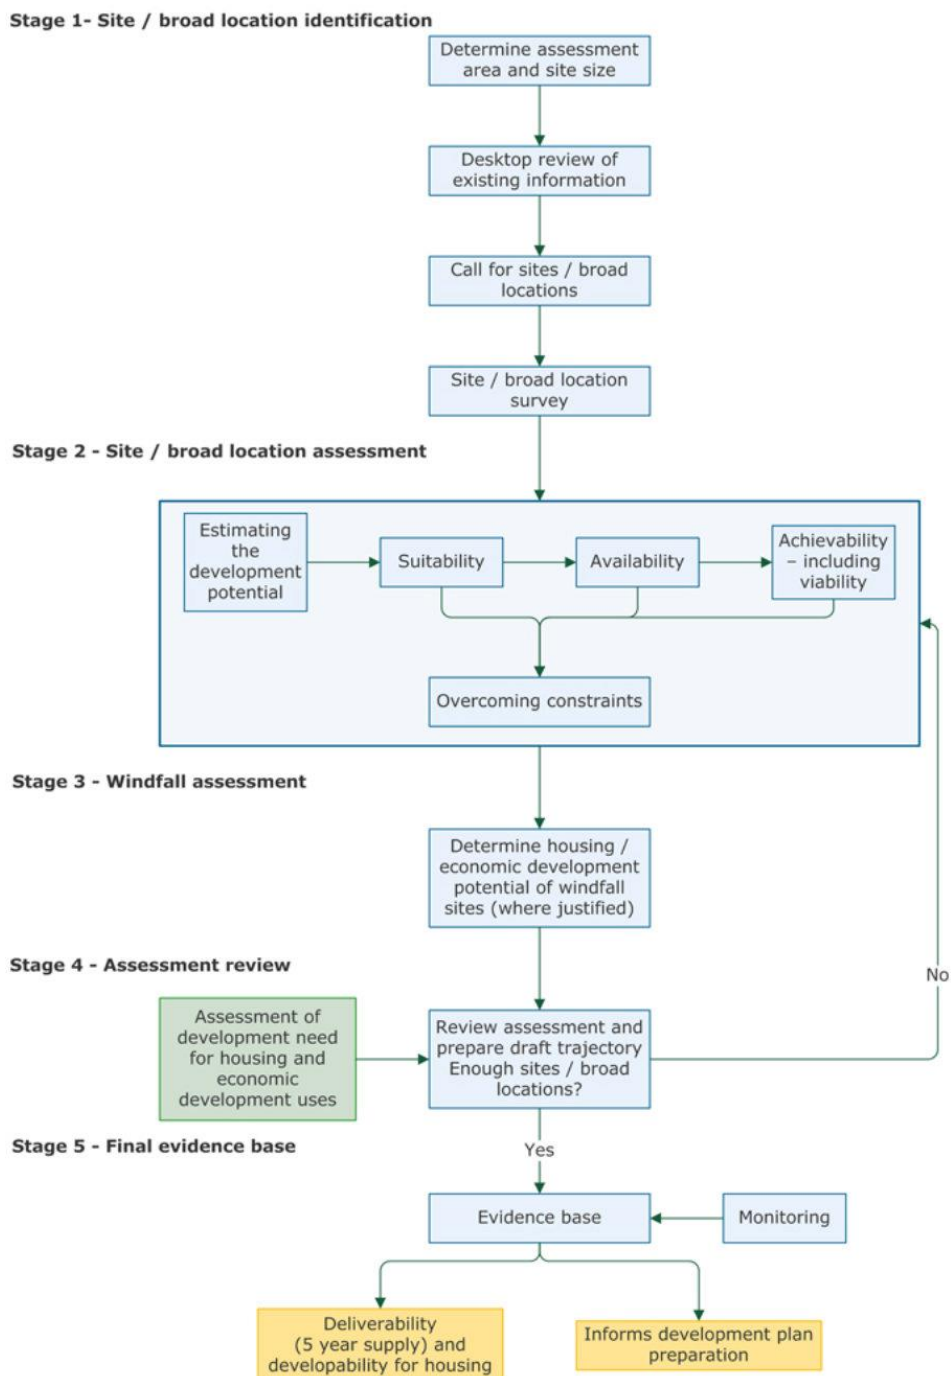 Stage 1- Site / broad location identification
Determine assessment
area and site size
Desktop review of
existing information
Call for sites / broad
locations
Site / broad location
survey
Stage 2 - Site / broad location assessment
Estimating
the
development
potential
Suitability
Availability
Achievability
– including
viability
Overcoming constraints
Stage 3 - Windfall assessment
Determine housing /
economic development
potential of windfall
sites (where justified)
Stage 4 - Assessment review
No
Assessment of
development need
for housing and
economic
development uses
Review assessment and
prepare draft trajectory
Enough sites / broad
locations?
Stage 5 - Final evidence base
Yes
Evidence base
Monitoring
Deliverability
(5 year supply) and
developability for housing
Informs development plan
preparation